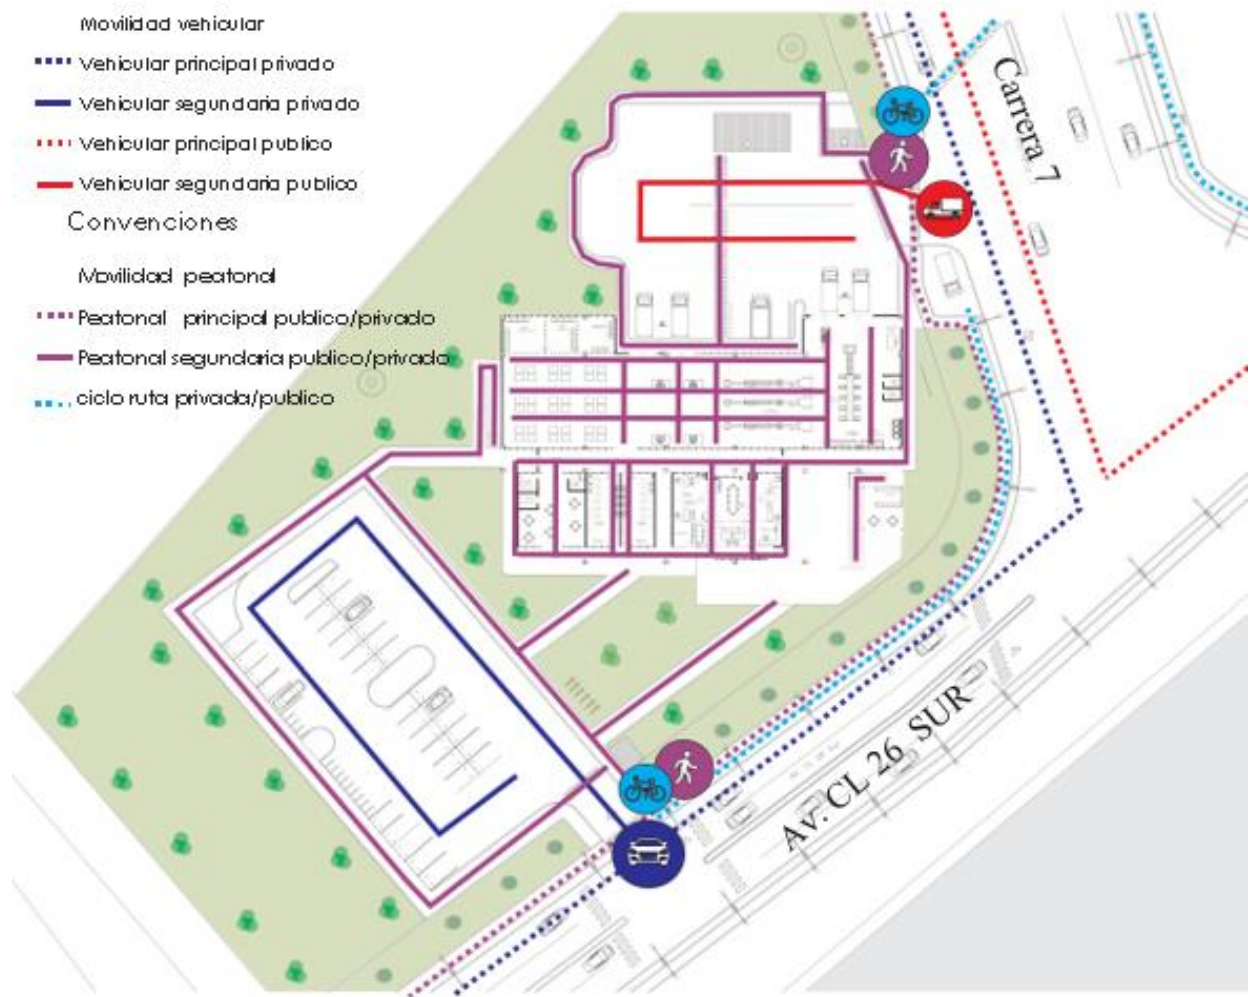 Movilidad vehicular
Vehicular principal privado
Vehicular segundaria privado
Vehicular principal publico
Vehicular segundaria publico
Convenciones
Movilidad peatonal
Peatonal principal publico/privado
Peatonal segundaria publico/privado
ciclo ruta privada/publico
Carrera 7
Av. CL 26 SUR